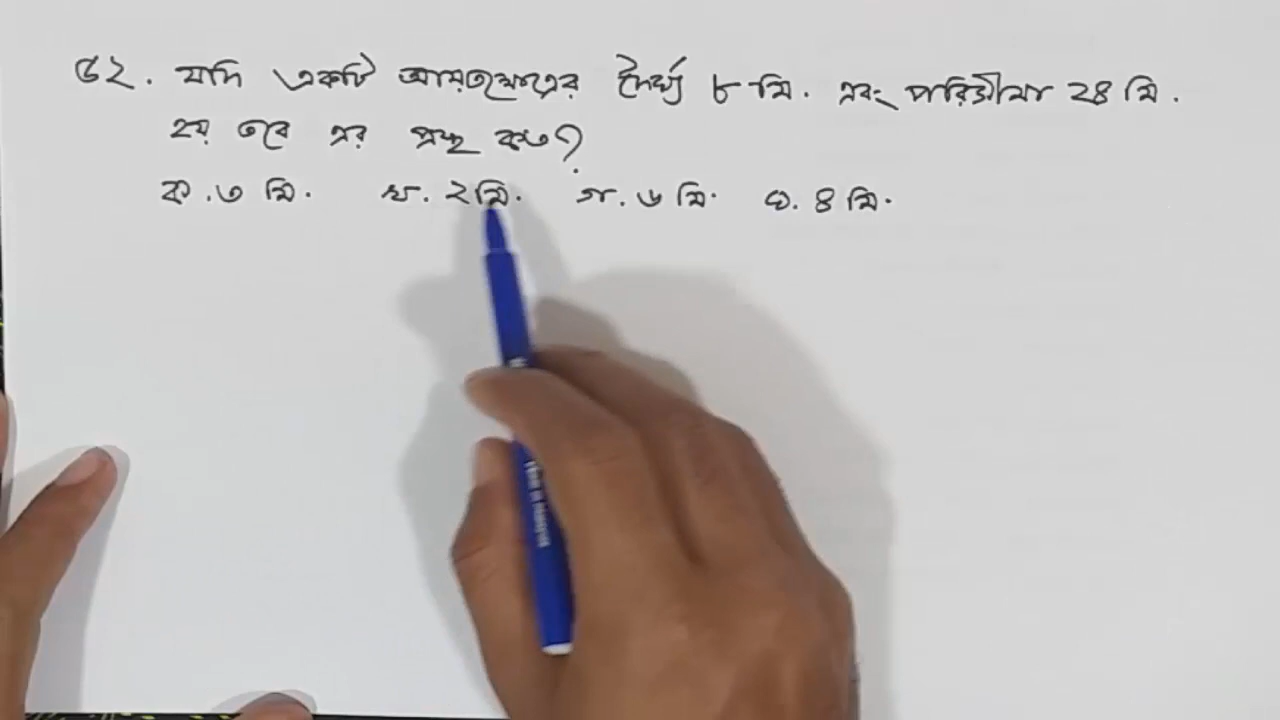 ৫২. যদি একটি আয়তক্ষেত্রের দৈর্ঘ্য ৮ মি. এবং পরিসীমা ২৪ মি.
হয় তবে এর প্রস্থ কত?
ক. ৩ মি. খ. ২ মি. গ. ৬ মি. ঘ. ৪ মি.